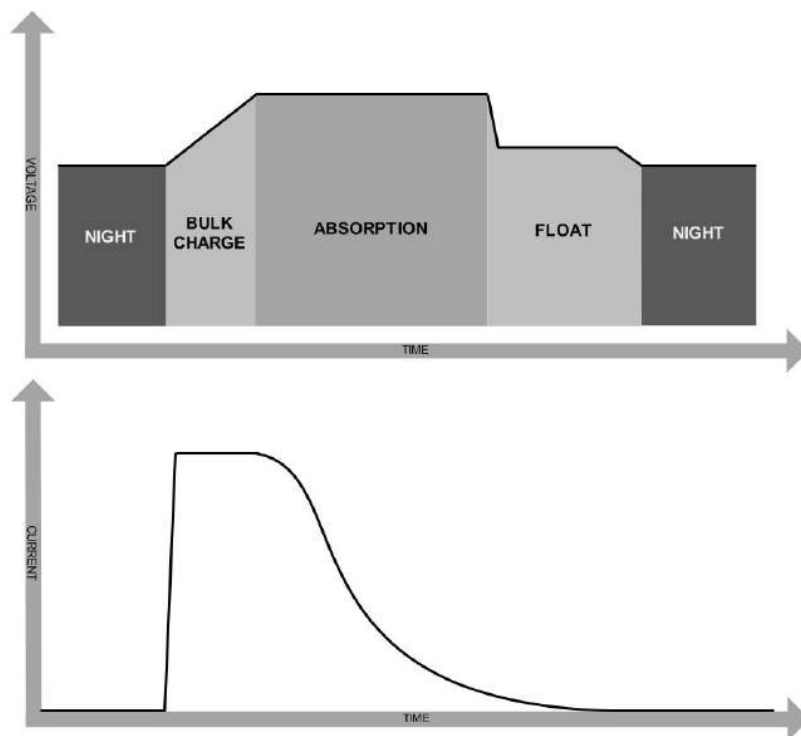 VOLTAGE
NIGHT
BULK
CHARGE
ABSORPTION
FLOAT
NIGHT
TIME
CURRENT
TIME